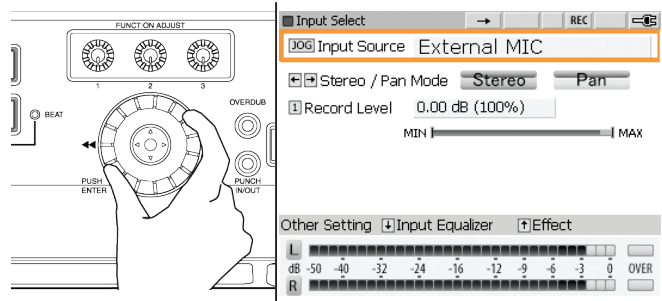 FUNCTION ADJUST
1 2 3
BEAT
OVERDUB
PUSH
ENTER
PUNCH
IN/OUT
Input Select → REC
JOG Input Source External MIC
←→ Stereo / Pan Mode Stereo Pan
1 Record Level 0.00 dB (100%)
MIN MAX
Other Setting ↓ Input Equalizer ↑ Effect
L
dB -50 -40 -32 -24 -16 -12 -9 -6 -3 0 OVER
R